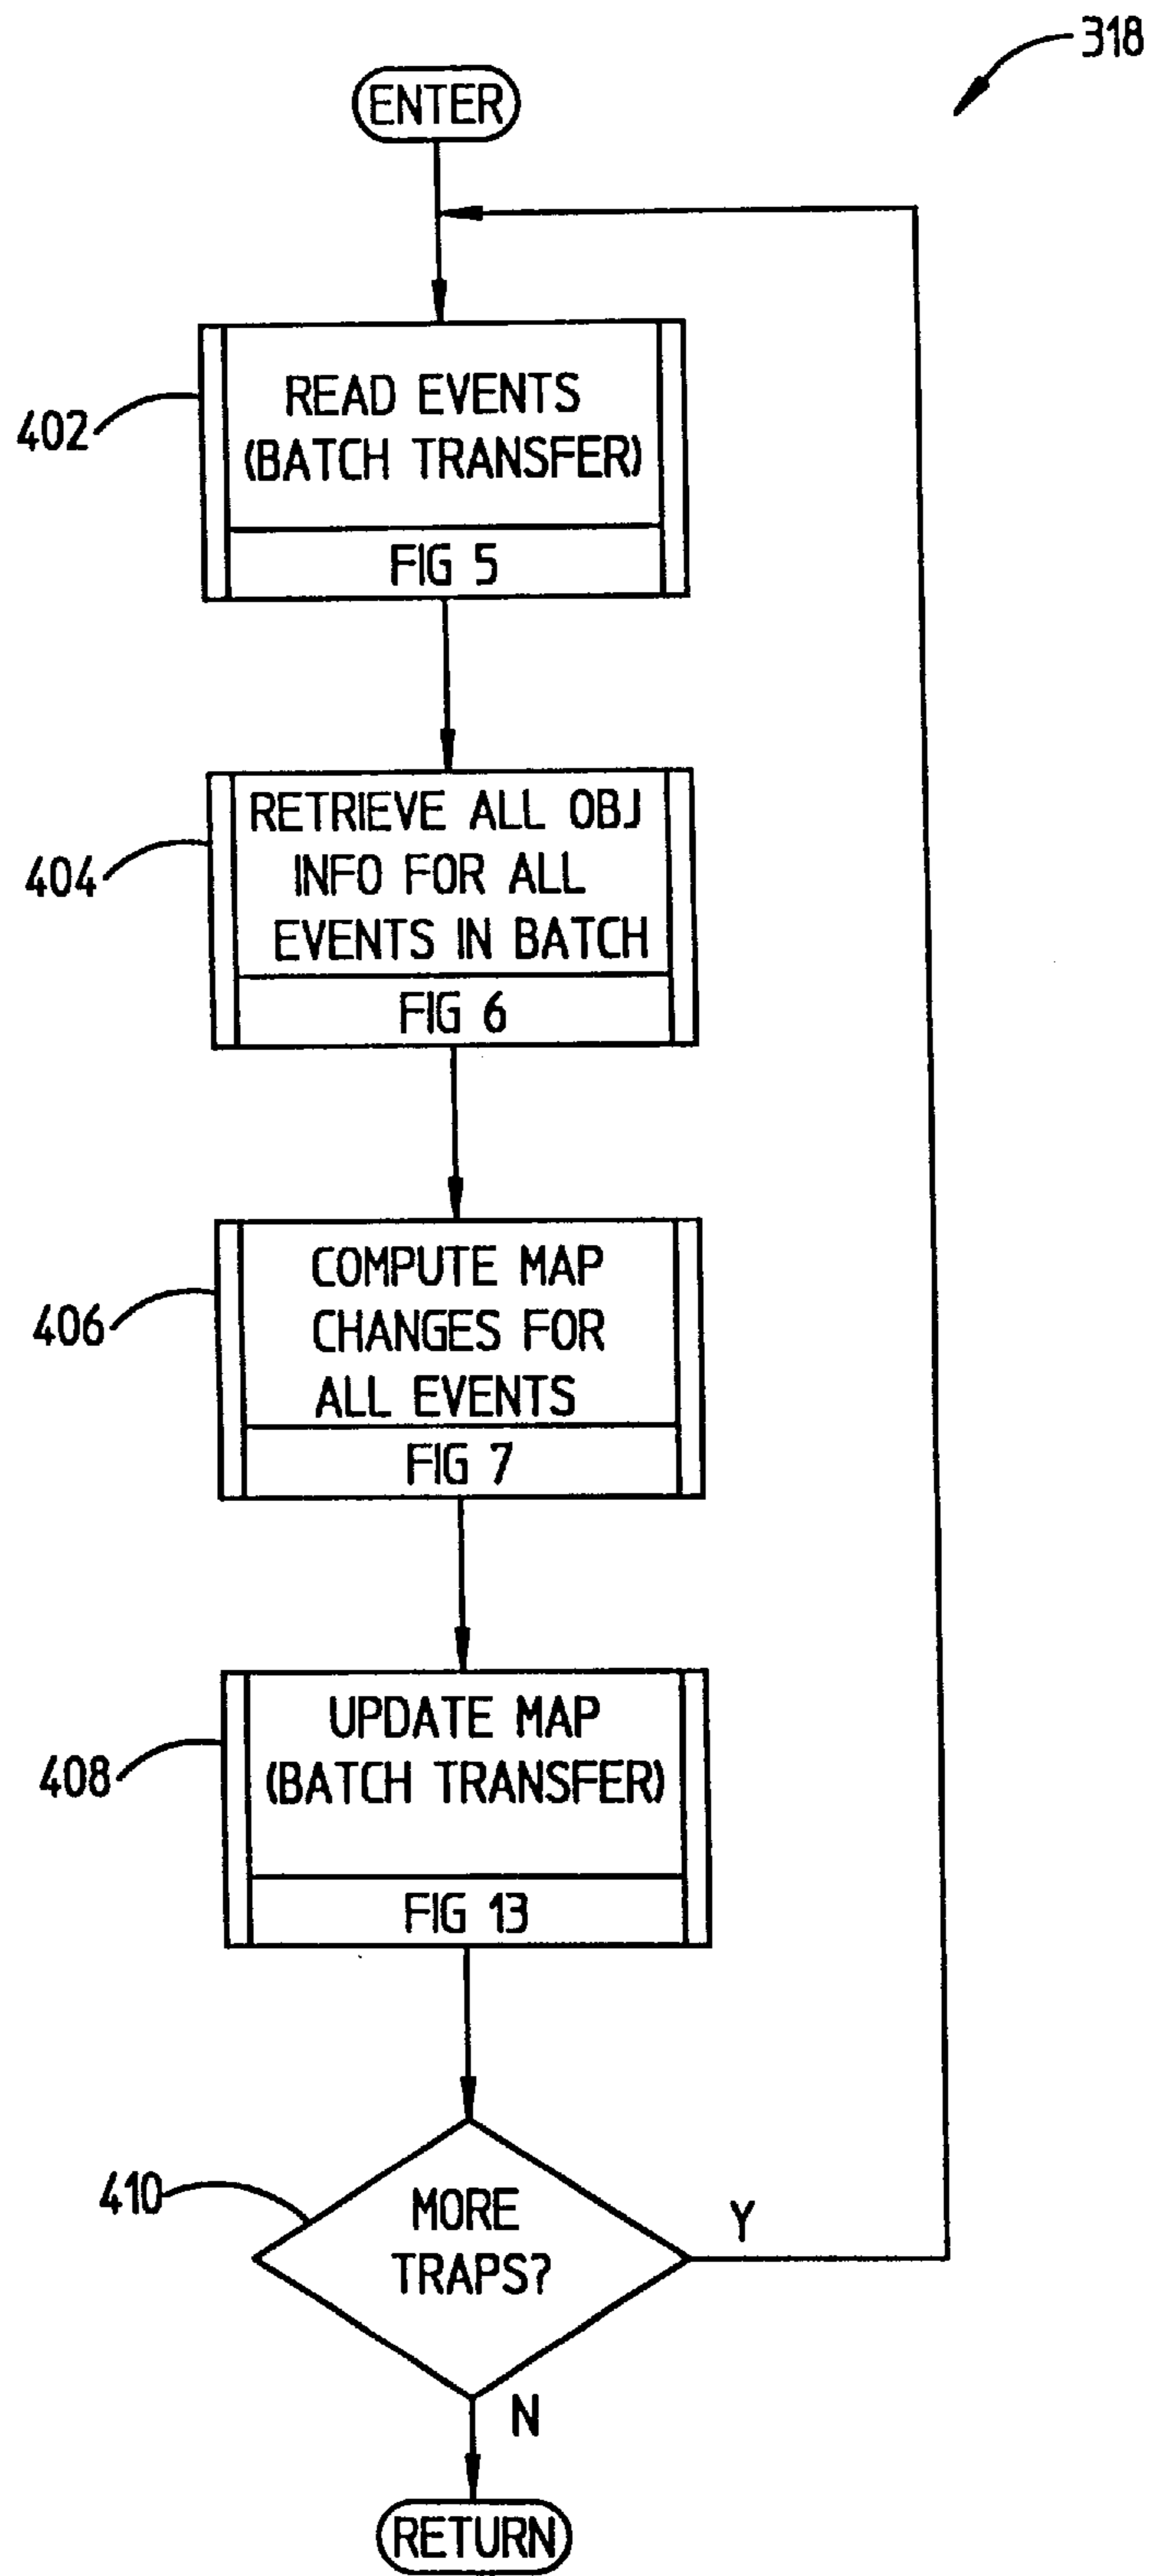 318
ENTER
402
READ EVENTS
(BATCH TRANSFER)
FIG 5
404
RETRIEVE ALL OBJ
INFO FOR ALL
EVENTS IN BATCH
FIG 6
406
COMPUTE MAP
CHANGES FOR
ALL EVENTS
FIG 7
408
UPDATE MAP
(BATCH TRANSFER)
FIG 13
410
MORE
TRAPS?
Y
N
RETURN